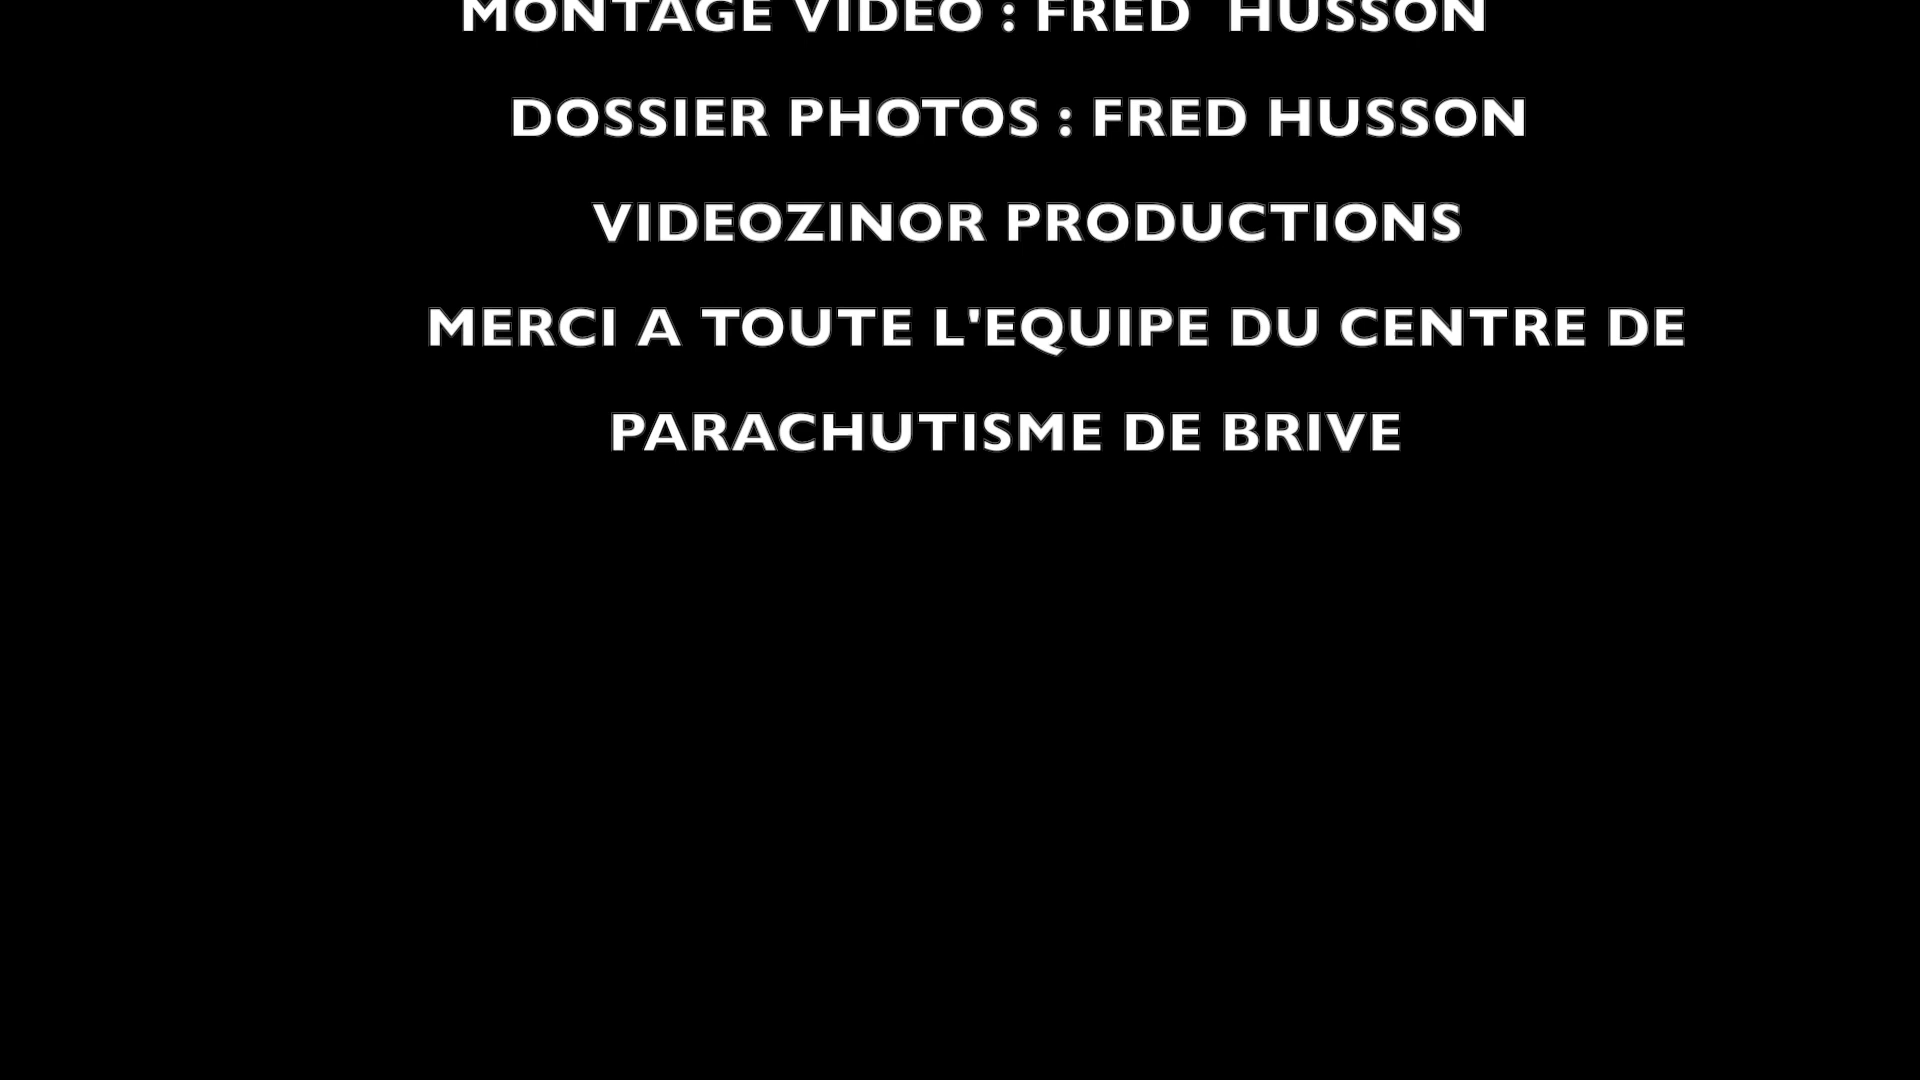 MONTAGE VIDEO : FRED HUSSON
DOSSIER PHOTOS : FRED HUSSON
VIDEOZINOR PRODUCTIONS
MERCI A TOUTE L'EQUIPE DU CENTRE DE
PARACHUTISME DE BRIVE